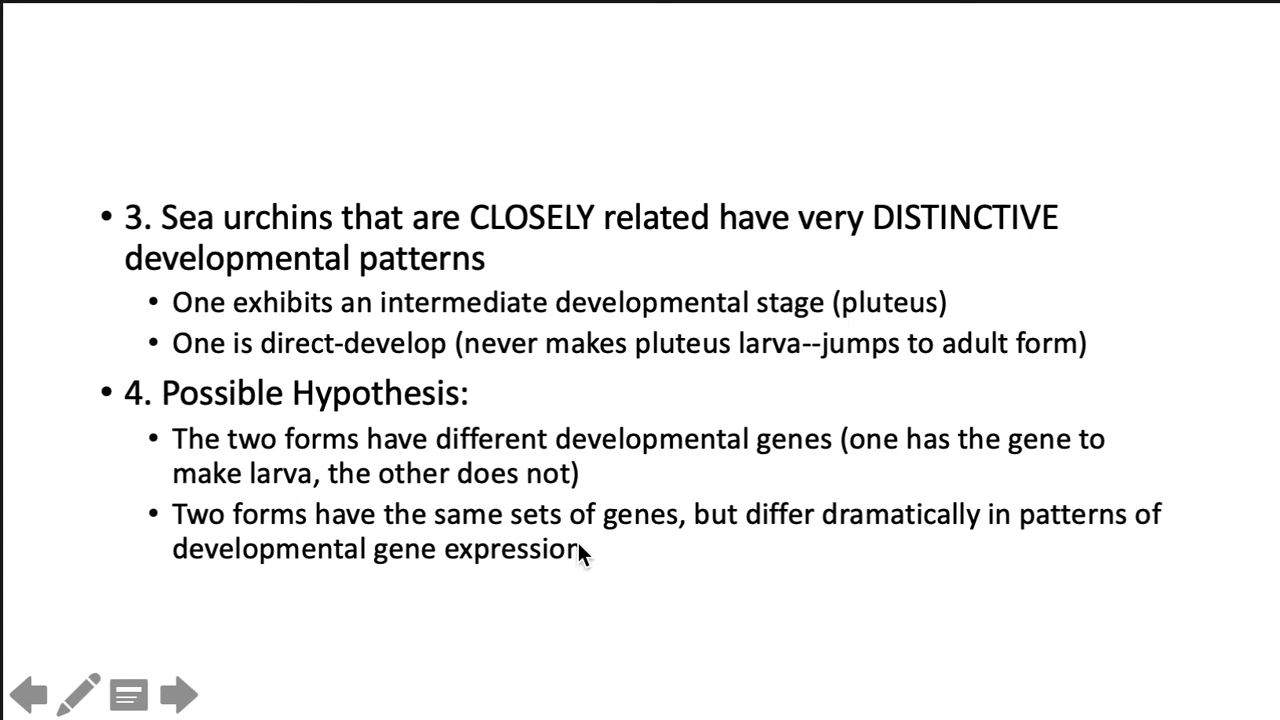 • 3. Sea urchins that are CLOSELY related have very DISTINCTIVE
developmental patterns
• One exhibits an intermediate developmental stage (pluteus)
• One is direct-develop (never makes pluteus larva--jumps to adult form)
• 4. Possible Hypothesis:
• The two forms have different developmental genes (one has the gene to
make larva, the other does not)
• Two forms have the same sets of genes, but differ dramatically in patterns of
developmental gene expression